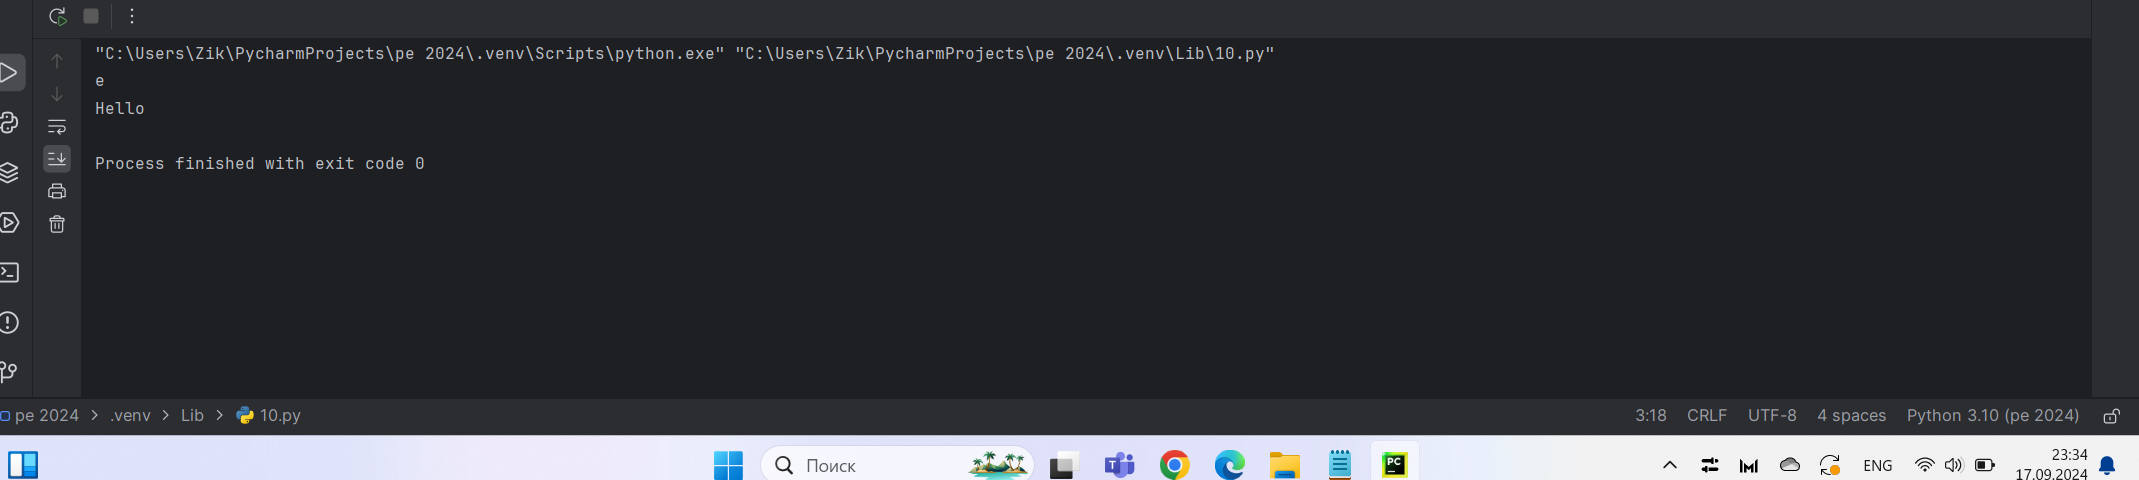 "C:\Users\Zik\PycharmProjects\pe 2024\.venv\Scripts\python.exe" "C:\Users\Zik\PycharmProjects\pe 2024\.venv\Lib\10.py"
e
Hello
Process finished with exit code 0
pe 2024 > .venv > Lib > 10.py 3:18 CRLF UTF-8 4 spaces Python 3.10 (pe 2024)
Поиск PC ENG 23:34
17.09.2024